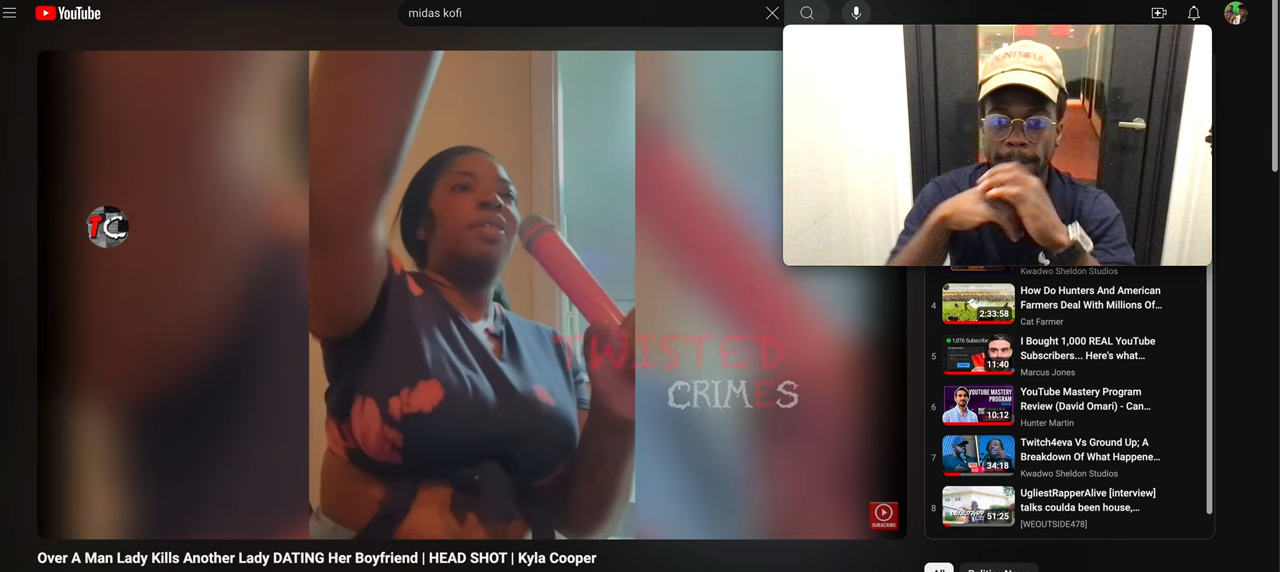 YouTube
midas kofi
TC
TWISTED
CRIMES
SUBSCRIBE
Over A Man Lady Kills Another Lady DATING Her Boyfriend | HEAD SHOT | Kyla Cooper
Kwadwo Sheldon Studios
4
2:33:58
How Do Hunters And American
Farmers Deal With Millions Of...
Cat Farmer
5
1,076 Subscribe
11:40
I Bought 1,000 REAL YouTube
Subscribers... Here's what...
Marcus Jones
6
YOUTUBE MASTERY
PROGRAM
10:12
YouTube Mastery Program
Review (David Omari) - Can...
Hunter Martin
7
34:18
Twitch4eva Vs Ground Up; A
Breakdown Of What Happene...
Kwadwo Sheldon Studios
8
51:25
UgliestRapperAlive [interview]
talks coulda been house,...
[WEOUTSIDE478]